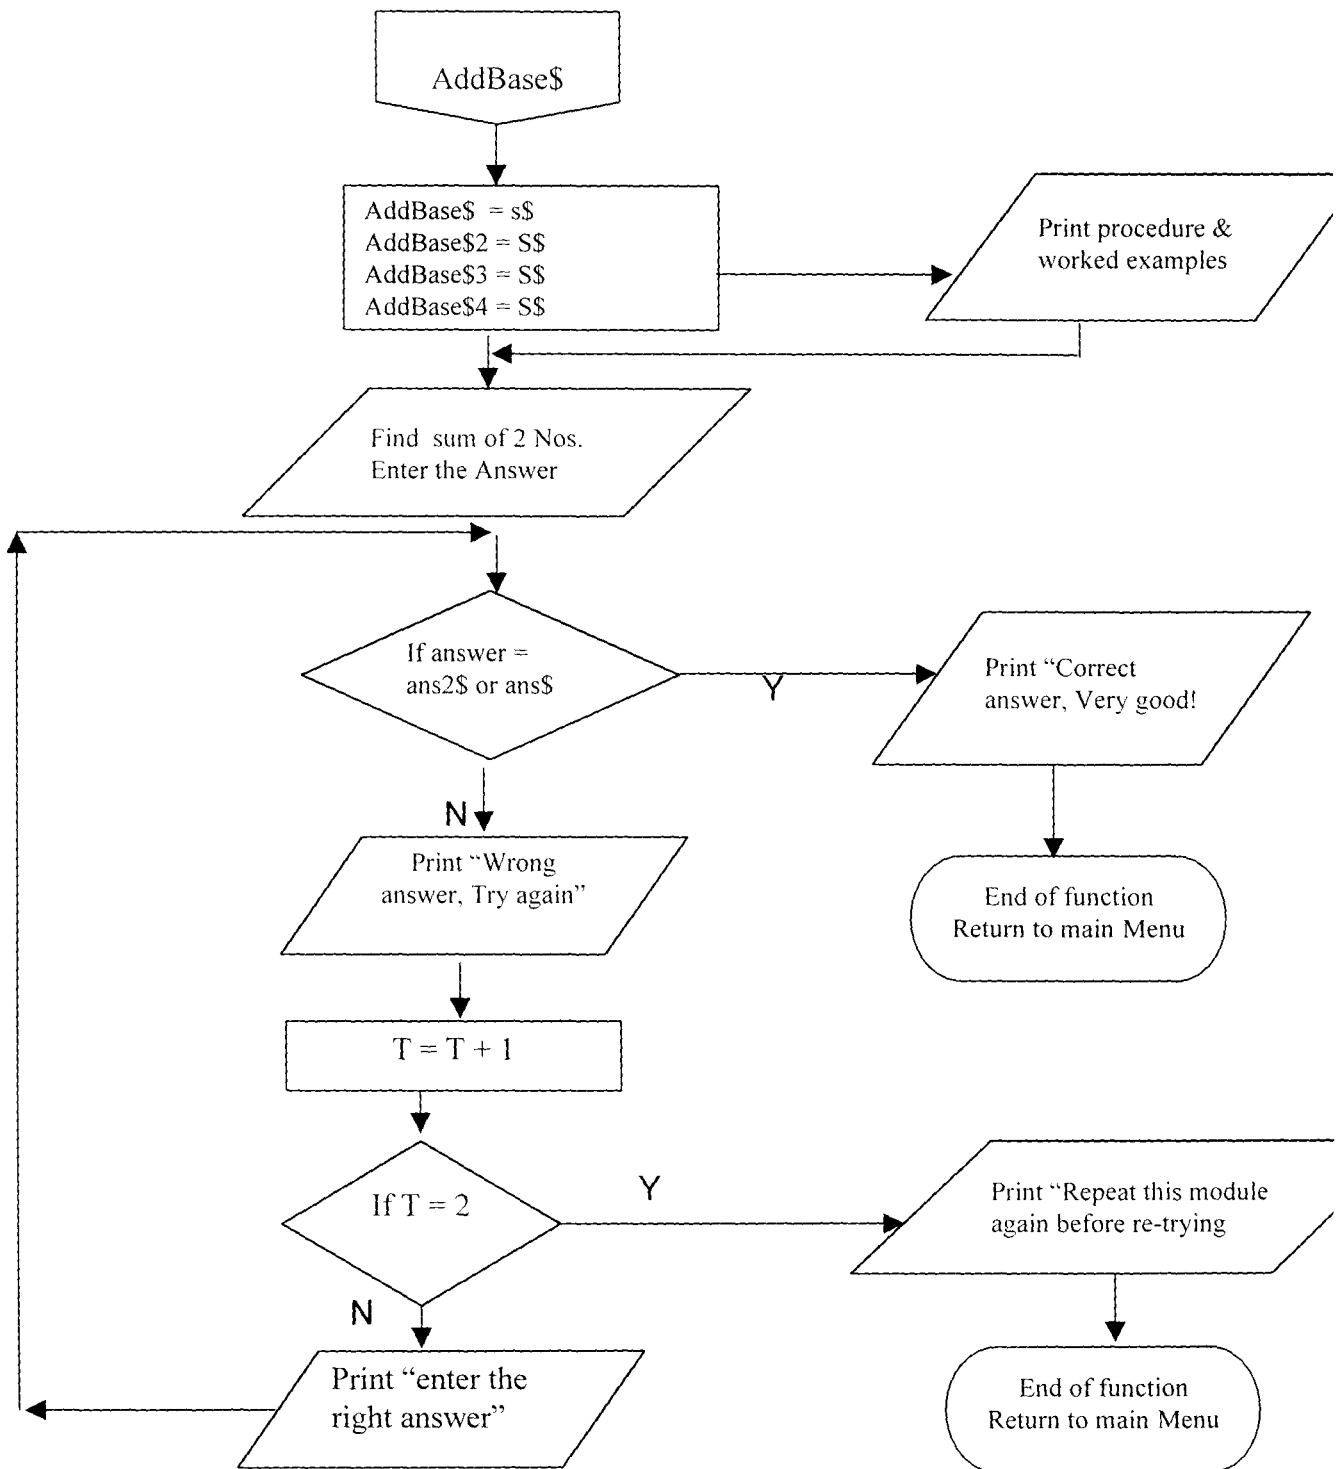 AddBase$
AddBase$ = s$
AddBase$2 = S$
AddBase$3 = S$
AddBase$4 = S$
Print procedure &
worked examples
Find sum of 2 Nos.
Enter the Answer
If answer =
ans2$ or ans$
Y
Print “Correct
answer, Very good!
N
Print “Wrong
answer, Try again”
End of function
Return to main Menu
T = T + 1
If T = 2
Y
Print “Repeat this module
again before re-trying
N
Print “enter the
right answer”
End of function
Return to main Menu